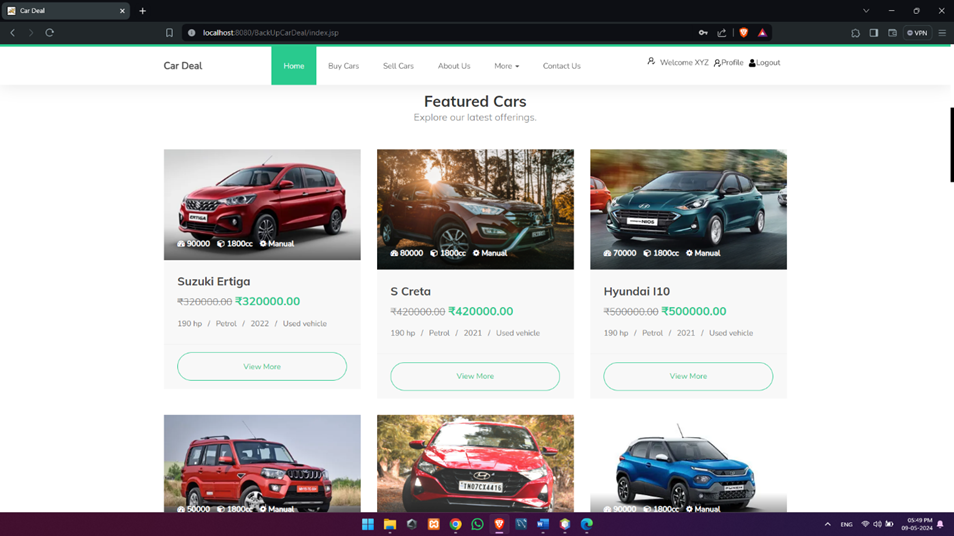 Car Deal
localhost:8080/BackUpCarDeal/index.jsp
VPN
Car Deal
Home
Buy Cars
Sell Cars
About Us
More
Contact Us
Welcome XYZ
Profile
Logout
Featured Cars
Explore our latest offerings.
ERTIGA
90000 1800cc Manual
80000 1800cc Manual
NIOS
70000 1800cc Manual
Suzuki Ertiga
₹320000.00 ₹320000.00
190 hp / Petrol / 2022 / Used vehicle
View More
S Creta
₹420000.00 ₹420000.00
190 hp / Petrol / 2021 / Used vehicle
View More
Hyundai I10
₹500000.00 ₹500000.00
190 hp / Petrol / 2021 / Used vehicle
View More
50000 1800cc Manual
TN07CX4416
PUNCH
90000 1800cc Manual
ENG
05:49 PM
09-05-2024